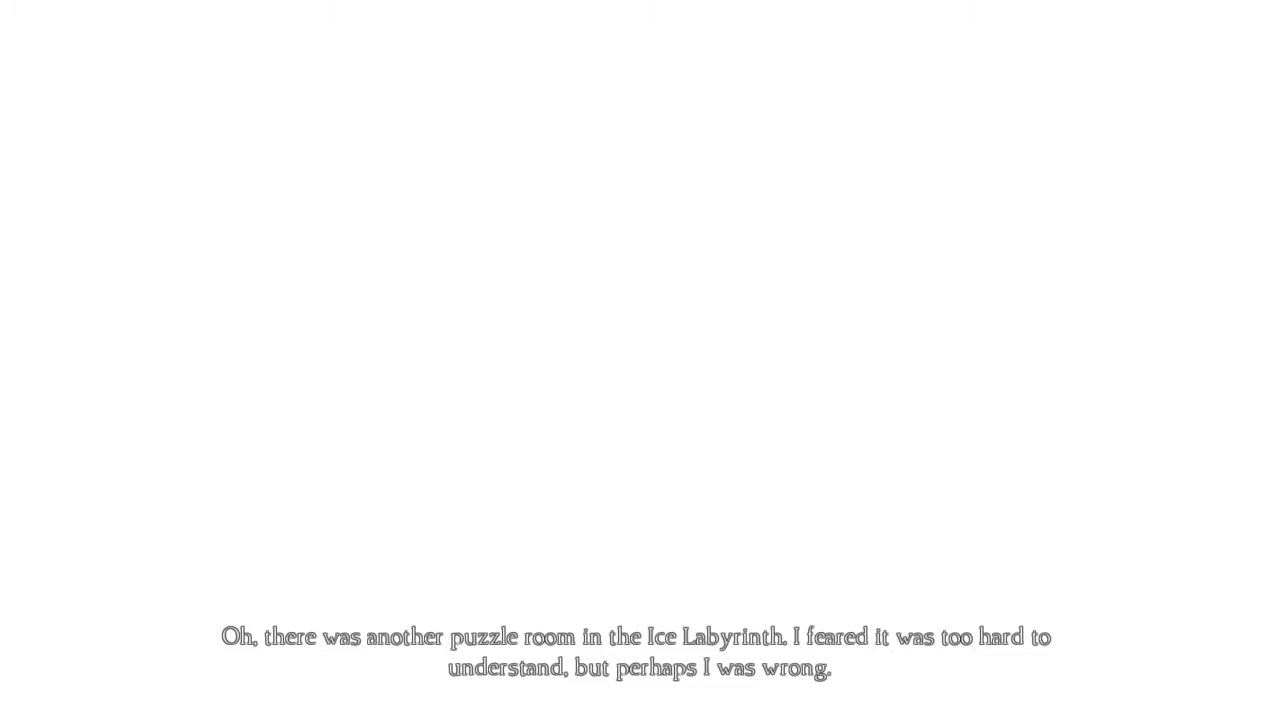 Oh, there was another puzzle room in the Ice Labyrinth. I feared it was too hard to
understand, but perhaps I was wrong.